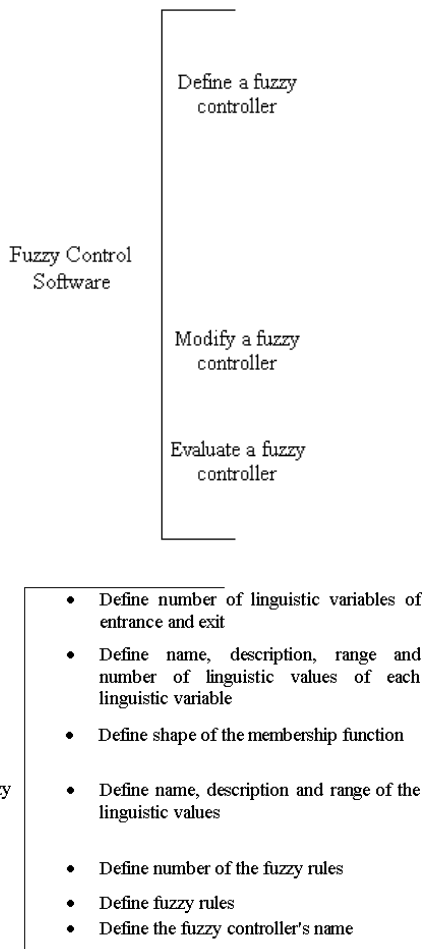 Define a fuzzy
controller
Fuzzy Control
Software
Modify a fuzzy
controller
Evaluate a fuzzy
controller
• Define number of linguistic variables of
entrance and exit
• Define name, description, range and
number of linguistic values of each
linguistic variable
• Define shape of the membership function
• Define name, description and range of the
linguistic values
• Define number of the fuzzy rules
• Define fuzzy rules
• Define the fuzzy controller's name